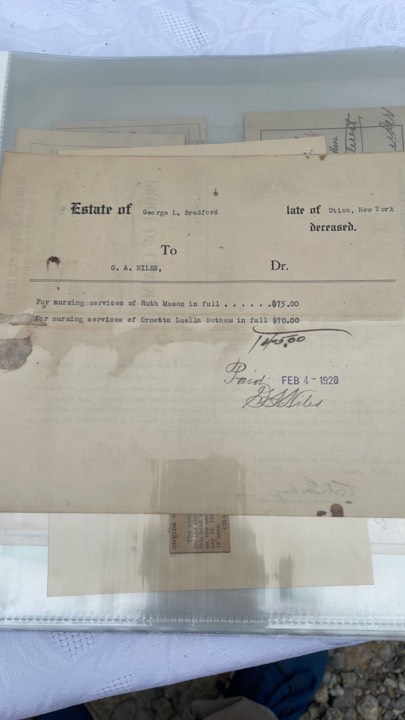 Estate of George L. Bradford late of Utica, New York
deceased.
To
G. A. NILES, Dr.
For nursing services of Ruth Mason in full . . . . . . $75.00
For nursing services of Ornetta Luella Botham in full $70.00
145.00
Paid FEB 4 - 1928
Niles
ONEIDA